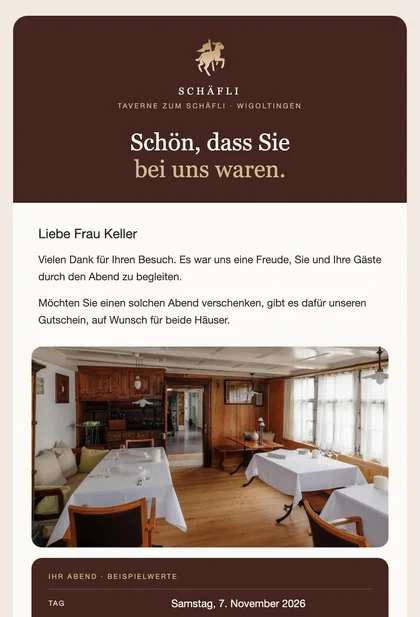 SCHÄFLI
TAVERNE ZUM SCHÄFLI · WIGOLTINGEN
Schön, dass Sie
bei uns waren.
Liebe Frau Keller
Vielen Dank für Ihren Besuch. Es war uns eine Freude, Sie und Ihre Gäste
durch den Abend zu begleiten.
Möchten Sie einen solchen Abend verschenken, gibt es dafür unseren
Gutschein, auf Wunsch für beide Häuser.
IHR ABEND · BEISPIELWERTE
TAG Samstag, 7. November 2026